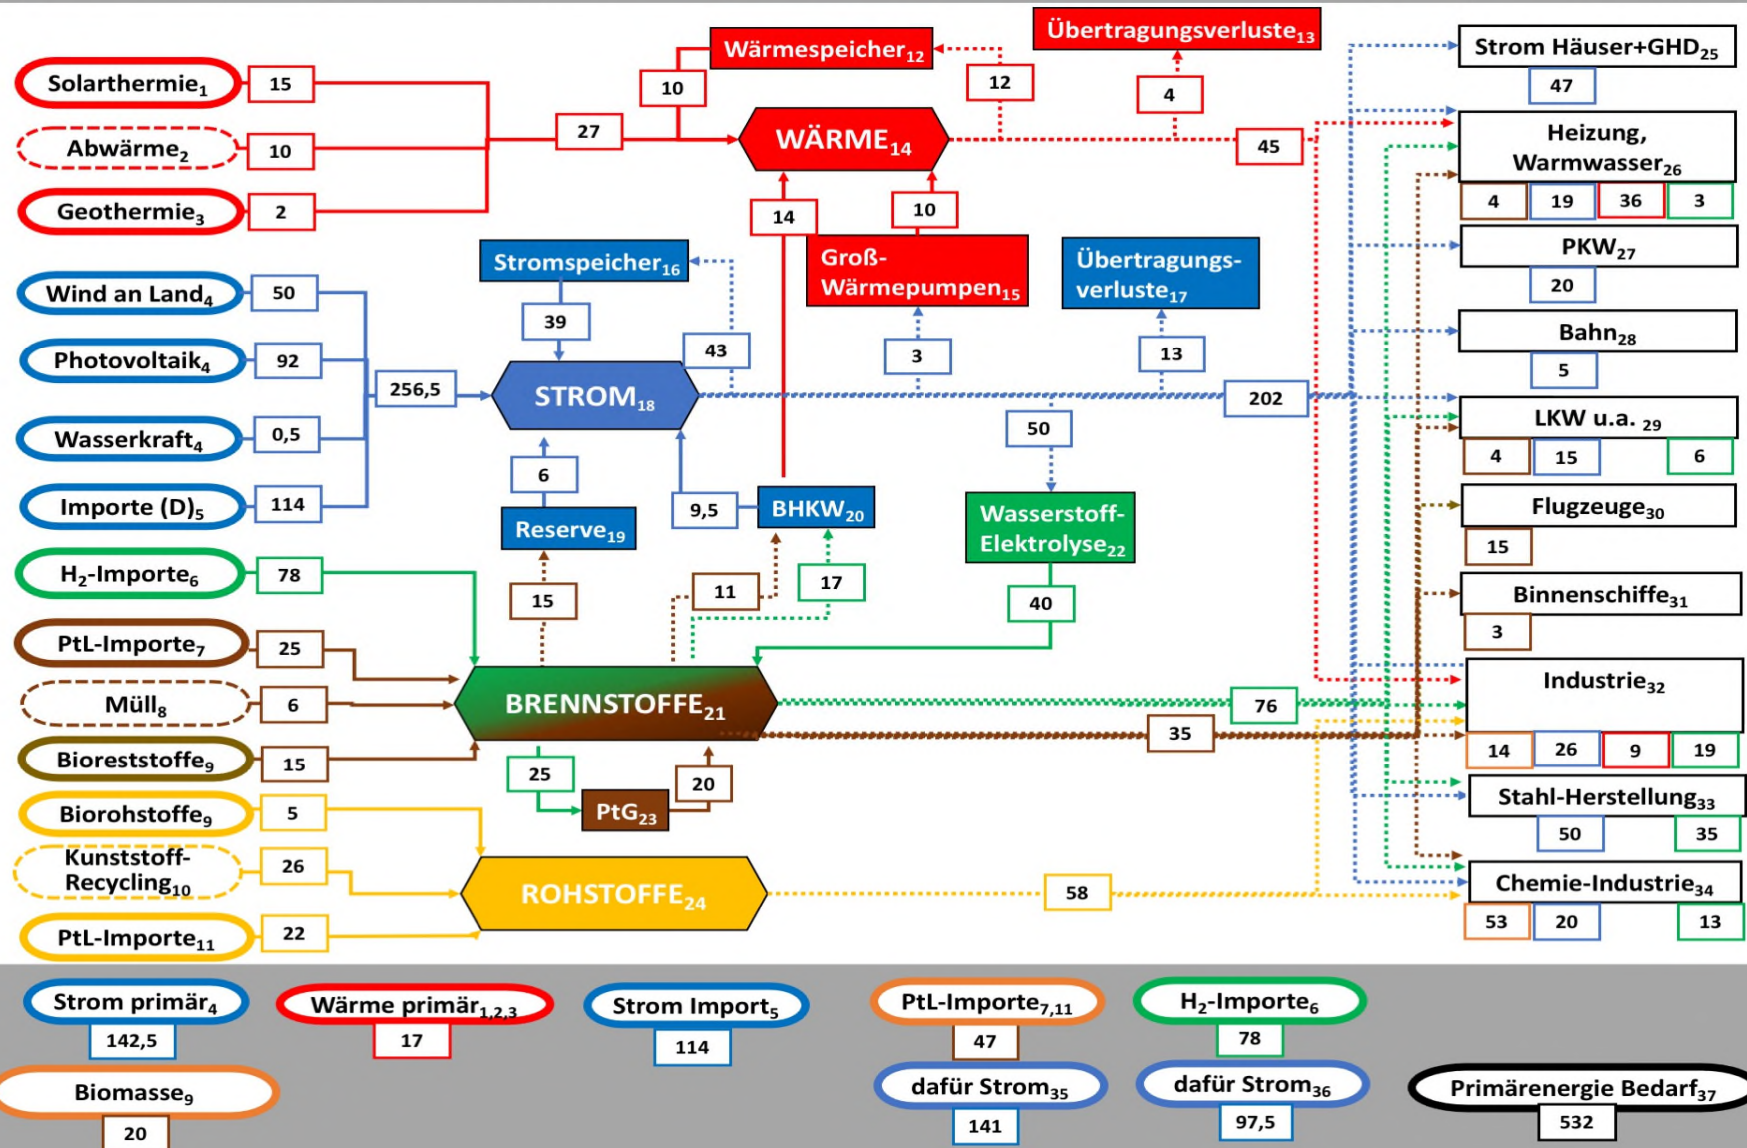 Übertragungsverluste13
Wärmespeicher12
Strom Häuser+GHD25
Solarthermie1
15
10
12
4
47
27
Abwärme2
10
WÄRME14
45
Heizung,
Warmwasser26
4
19
36
3
Geothermie3
2
14
10
Stromspeicher16
Groß-
Wärmepumpen15
Übertragungs-
verluste17
PKW27
20
Wind an Land4
50
39
43
3
13
Bahn28
5
Photovoltaik4
92
256,5
STROM18
202
LKW u.a. 29
4
15
6
Wasserkraft4
0,5
6
50
Importe (D)5
114
Reserve19
9,5
BHKW20
Wasserstoff-
Elektrolyse22
Flugzeuge30
15
H2-Importe6
78
15
11
17
40
Binnenschiffe31
3
PtL-Importe7
25
Müll8
6
BRENNSTOFFE21
76
35
Industrie32
14
26
9
19
Bioreststoffe9
15
25
PtG23
20
Stahl-Herstellung33
50
35
Biorohstoffe9
5
Kunststoff-
Recycling10
26
ROHSTOFFE24
58
Chemie-Industrie34
53
20
13
PtL-Importe11
22
Strom primär4
142,5
Wärme primär1,2,3
17
Strom Import5
114
PtL-Importe7,11
47
H2-Importe6
78
Biomasse9
20
dafür Strom35
141
dafür Strom36
97,5
Primärenergie Bedarf37
532